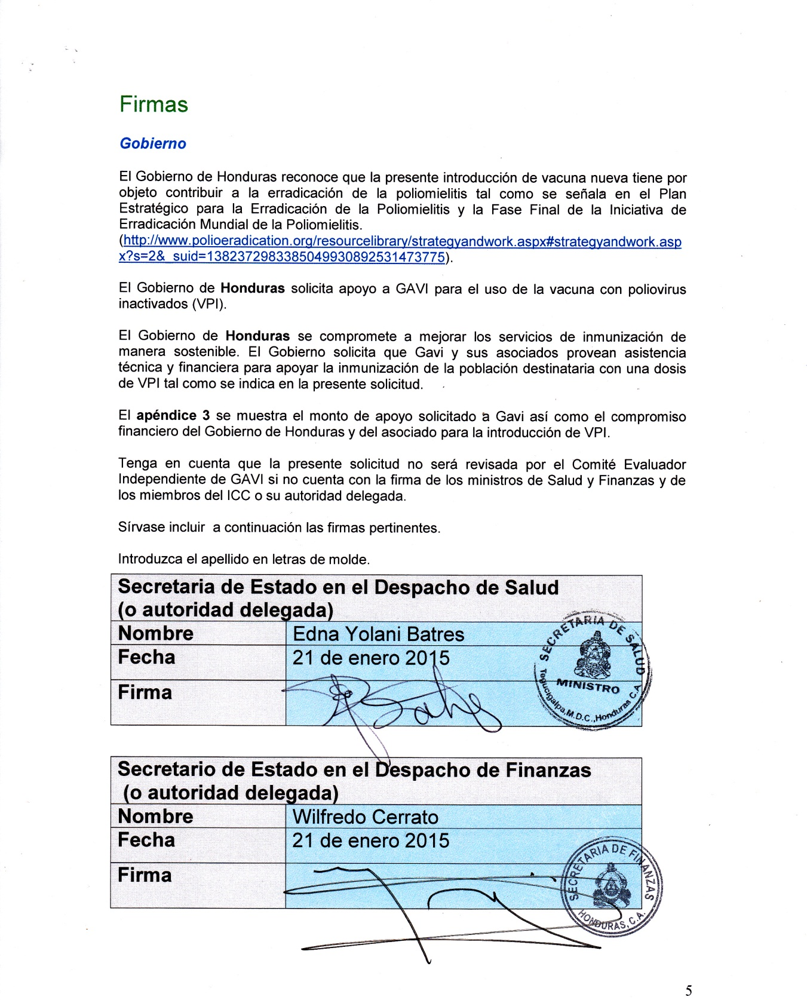 Firmas
Gobierno
El Gobierno de Honduras reconoce que la presente introducción de vacuna nueva tiene por
objeto contribuir a la erradicación de la poliomielitis tal como se señala en el Plan
Estratégico para la Erradicación de la Poliomielitis y la Fase Final de la Iniciativa de
Erradicación Mundial de la Poliomielitis.
(http://www.polioeradication.org/resourcelibrary/strategyandwork.aspx#strategyandwork.asp
x?s=2&_suid=1382372983385049930892531473775).
El Gobierno de Honduras solicita apoyo a GAVI para el uso de la vacuna con poliovirus
inactivados (VPI).
El Gobierno de Honduras se compromete a mejorar los servicios de inmunización de
manera sostenible. El Gobierno solicita que Gavi y sus asociados provean asistencia
técnica y financiera para apoyar la inmunización de la población destinataria con una dosis
de VPI tal como se indica en la presente solicitud.
El apéndice 3 se muestra el monto de apoyo solicitado a Gavi así como el compromiso
financiero del Gobierno de Honduras y del asociado para la introducción de VPI.
Tenga en cuenta que la presente solicitud no será revisada por el Comité Evaluador
Independiente de GAVI si no cuenta con la firma de los ministros de Salud y Finanzas y de
los miembros del ICC o su autoridad delegada.
Sírvase incluir a continuación las firmas pertinentes.
Introduzca el apellido en letras de molde.
Secretaria de Estado en el Despacho de Salud
(o autoridad delegada)
Nombre Edna Yolani Batres
Fecha 21 de enero 2015
Firma
SECRETARIA DE SALUD
MINISTRO
Tegucigalpa, M.D.C., Honduras C.A
Secretario de Estado en el Despacho de Finanzas
(o autoridad delegada)
Nombre Wilfredo Cerrato
Fecha 21 de enero 2015
Firma
SECRETARIA DE FINANZAS
HONDURAS, C.A.
5